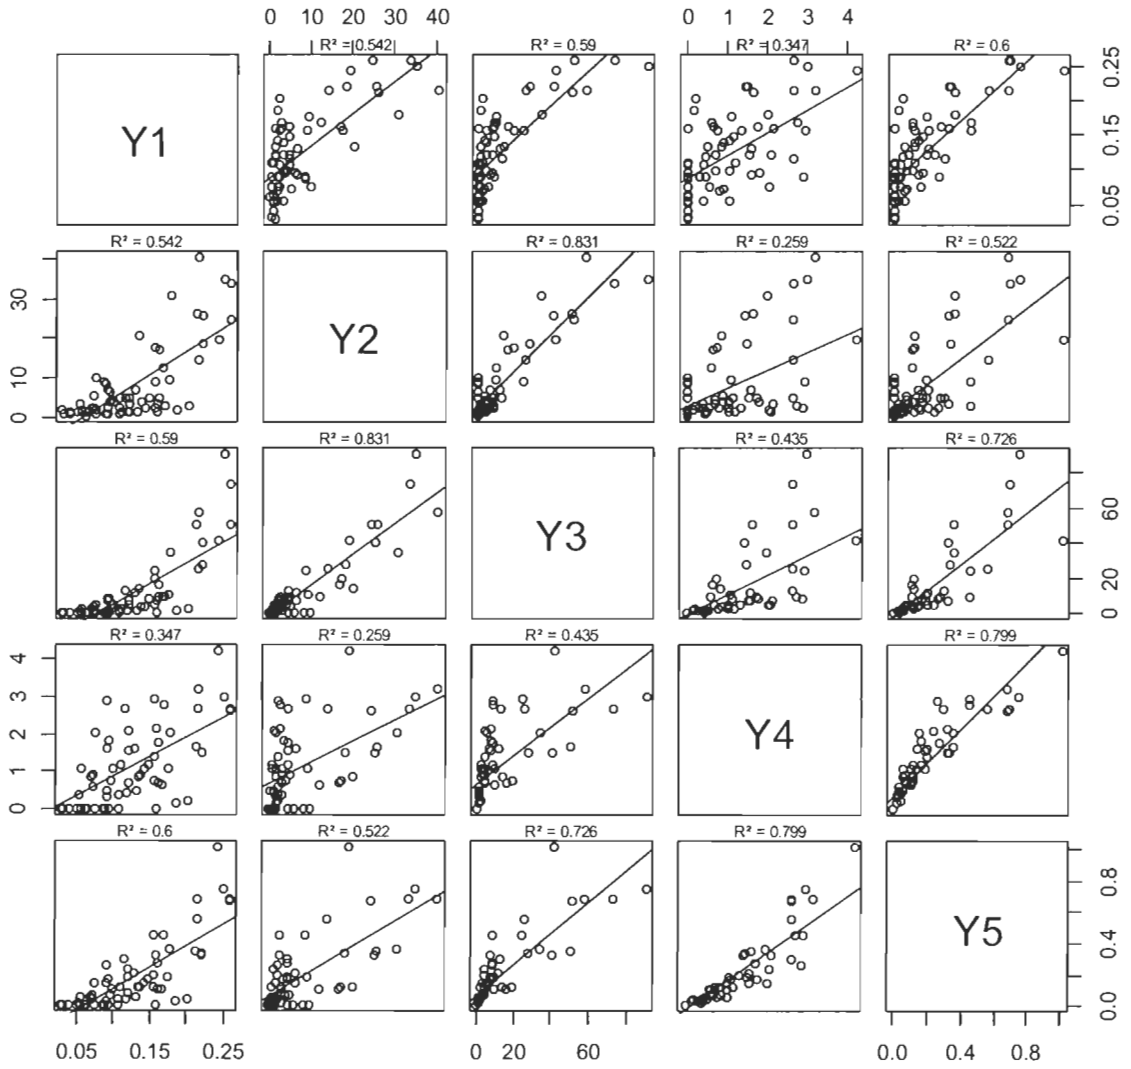 0 10 20 30 40 0 1 2 3 4
R² = 0.542 R² = 0.59 R² = 0.347 R² = 0.6
Y1
0.05 0.15 0.25
R² = 0.542 R² = 0.831 R² = 0.259 R² = 0.522
0 10 30
Y2
R² = 0.59 R² = 0.831 R² = 0.435 R² = 0.726
Y3
0 20 60
R² = 0.347 R² = 0.259 R² = 0.435 R² = 0.799
0 1 2 3 4
Y4
R² = 0.6 R² = 0.522 R² = 0.726 R² = 0.799
Y5
0.0 0.4 0.8
0.05 0.15 0.25 0 20 60 0.0 0.4 0.8